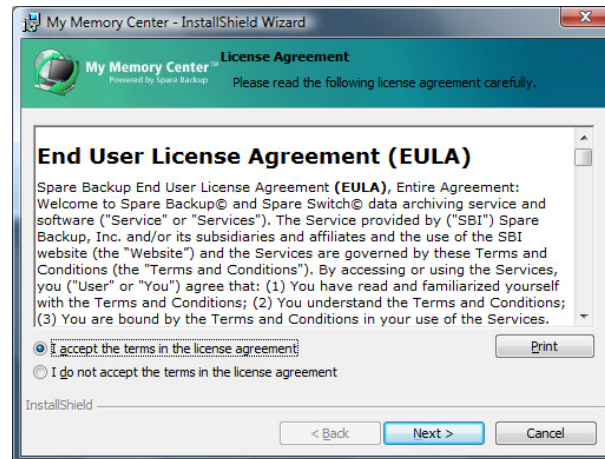 My Memory Center - InstallShield Wizard
License Agreement
My Memory Center™
Powered by Spare Backup
Please read the following license agreement carefully.
End User License Agreement (EULA)
Spare Backup End User License Agreement (EULA), Entire Agreement:
Welcome to Spare Backup© and Spare Switch© data archiving service and
software ("Service" or "Services"). The Service provided by ("SBI") Spare
Backup, Inc. and/or its subsidiaries and affiliates and the use of the SBI
website (the “Website”) and the Services are governed by these Terms and
Conditions (the "Terms and Conditions"). By accessing or using the Services,
you ("User" or "You") agree that: (1) You have read and familiarized yourself
with the Terms and Conditions; (2) You understand the Terms and Conditions;
(3) You are bound by the Terms and Conditions in your use of the Services.
I accept the terms in the license agreement
Print
I do not accept the terms in the license agreement
InstallShield
< Back
Next >
Cancel